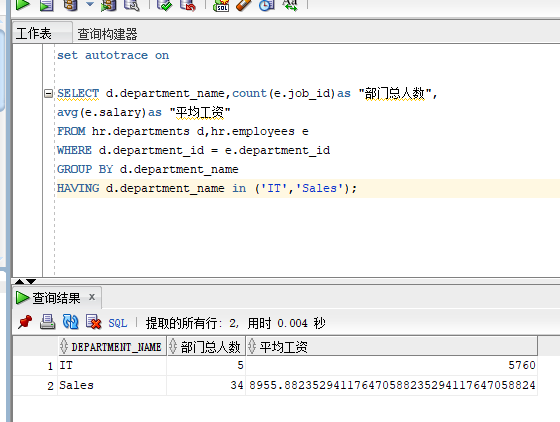 SQL Aa
工作表 查询构建器
set autotrace on
SELECT d.department_name,count(e.job_id)as "部门总人数",
avg(e.salary)as "平均工资"
FROM hr.departments d,hr.employees e
WHERE d.department_id = e.department_id
GROUP BY d.department_name
HAVING d.department_name in ('IT','Sales');
查询结果 x
SQL | 提取的所有行: 2, 用时 0.004 秒
DEPARTMENT_NAME 部门总人数 平均工资
1 IT 5 5760
2 Sales 34 8955.88235294117647058823529411764705882​4